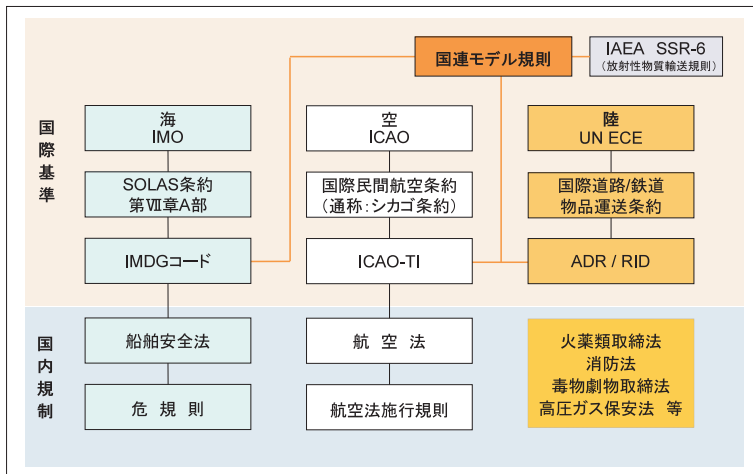 国連モデル規則
IAEA SSR-6
（放射性物質輸送規則）
国際基準
海
IMO
空
ICAO
陸
UN ECE
SOLAS条約
第Ⅶ章A部
国際民間航空条約
（通称：シカゴ条約）
国際道路/鉄道
物品運送条約
IMDGコード
ICAO-TI
ADR / RID
国内規制
船舶安全法
航 空 法
火薬類取締法
消防法
毒物劇物取締法
高圧ガス保安法 等
危 規 則
航空法施行規則